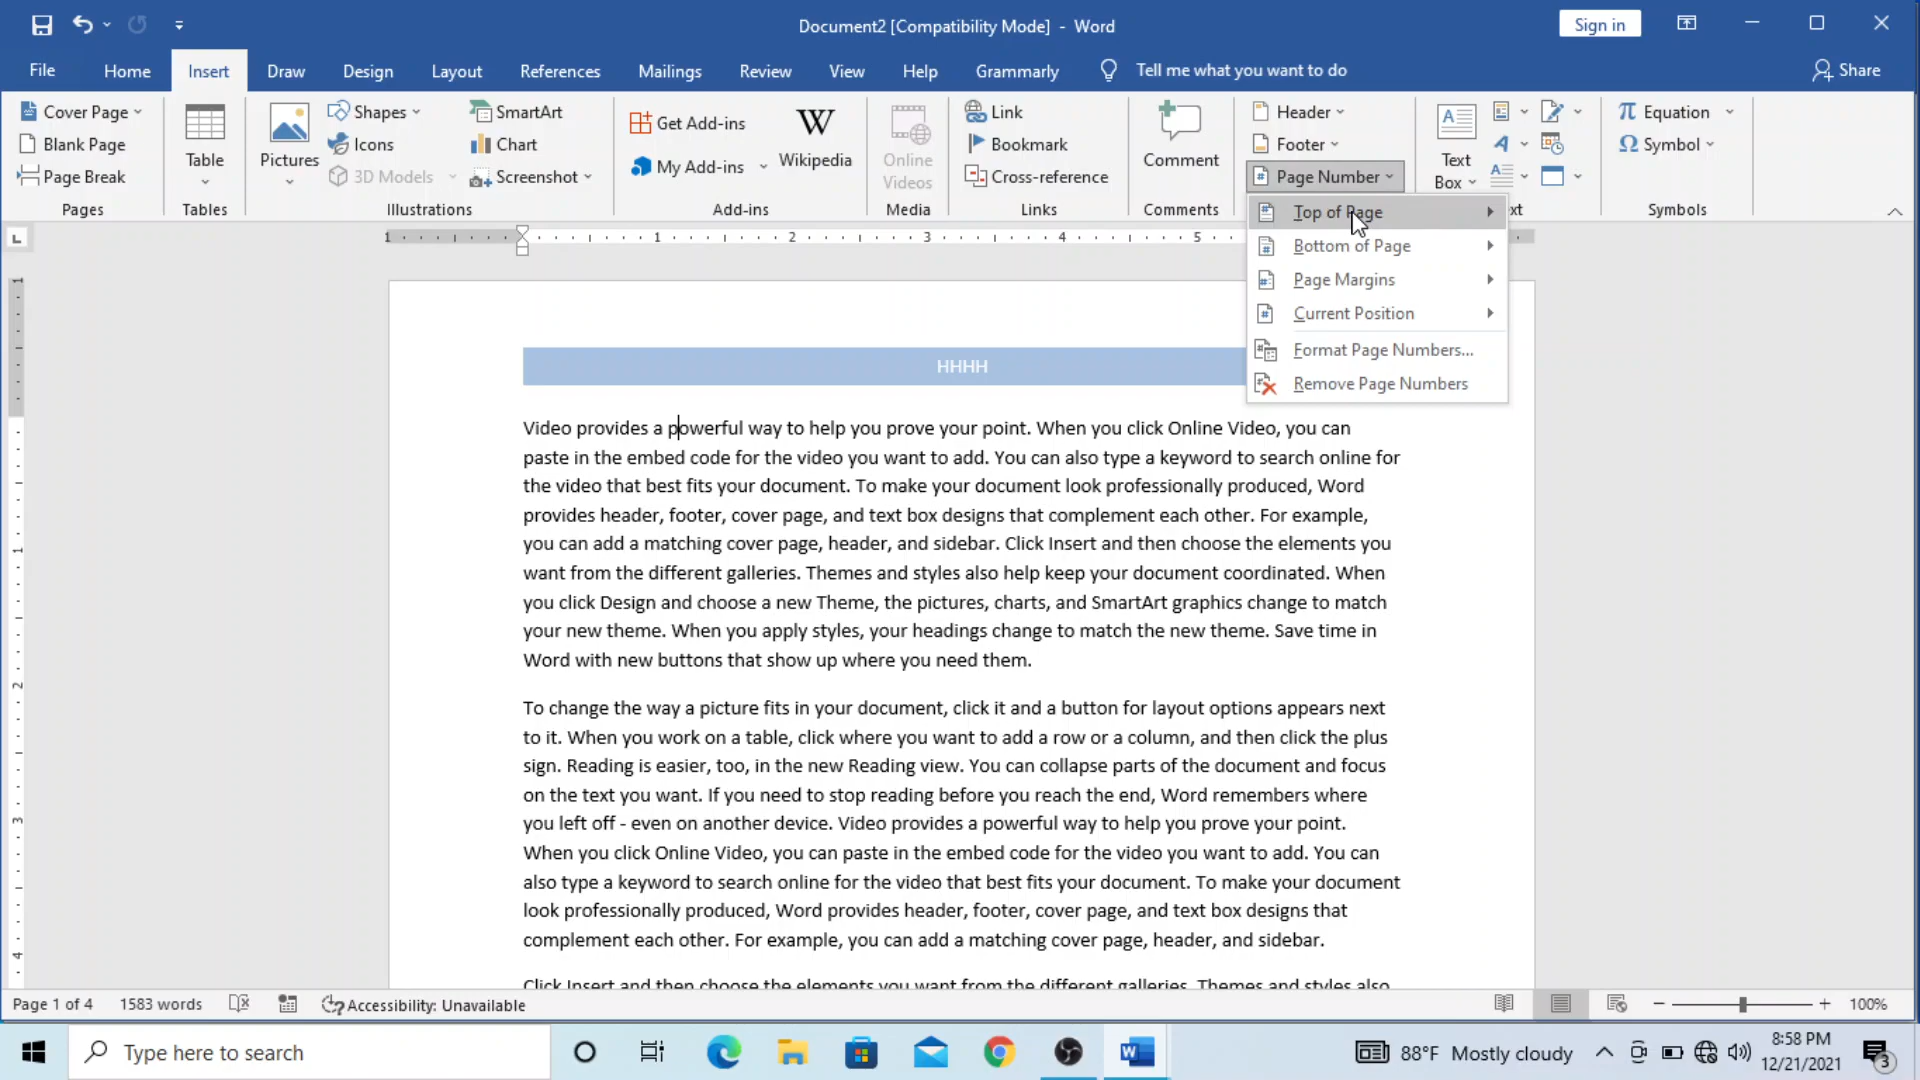 Document2 [Compatibility Mode] - Word
Sign in
File Home Insert Draw Design Layout References Mailings Review View Help Grammarly Tell me what you want to do Share
Cover Page
Blank Page
Page Break
Pages
Table
Tables
Pictures
Shapes
Icons
3D Models
SmartArt
Chart
Screenshot
Illustrations
Get Add-ins
My Add-ins
W
Wikipedia
Add-ins
Online
Videos
Media
Link
Bookmark
Cross-reference
Links
Comment
Comments
Header
Footer
Page Number
Text
Box
xt
Equation
Symbol
Symbols
Top of Page
Bottom of Page
Page Margins
Current Position
Format Page Numbers...
Remove Page Numbers
1 1 2 3 4 5
HHHH
Video provides a powerful way to help you prove your point. When you click Online Video, you can
paste in the embed code for the video you want to add. You can also type a keyword to search online for
the video that best fits your document. To make your document look professionally produced, Word
provides header, footer, cover page, and text box designs that complement each other. For example,
you can add a matching cover page, header, and sidebar. Click Insert and then choose the elements you
want from the different galleries. Themes and styles also help keep your document coordinated. When
you click Design and choose a new Theme, the pictures, charts, and SmartArt graphics change to match
your new theme. When you apply styles, your headings change to match the new theme. Save time in
Word with new buttons that show up where you need them.
To change the way a picture fits in your document, click it and a button for layout options appears next
to it. When you work on a table, click where you want to add a row or a column, and then click the plus
sign. Reading is easier, too, in the new Reading view. You can collapse parts of the document and focus
on the text you want. If you need to stop reading before you reach the end, Word remembers where
you left off - even on another device. Video provides a powerful way to help you prove your point.
When you click Online Video, you can paste in the embed code for the video you want to add. You can
also type a keyword to search online for the video that best fits your document. To make your document
look professionally produced, Word provides header, footer, cover page, and text box designs that
complement each other. For example, you can add a matching cover page, header, and sidebar.
Click Insert and then choose the elements you want from the different galleries. Themes and styles also
1
1
2
3
4
Page 1 of 4 1583 words Accessibility: Unavailable 100%
Type here to search
88°F Mostly cloudy
8:58 PM
12/21/2021
3